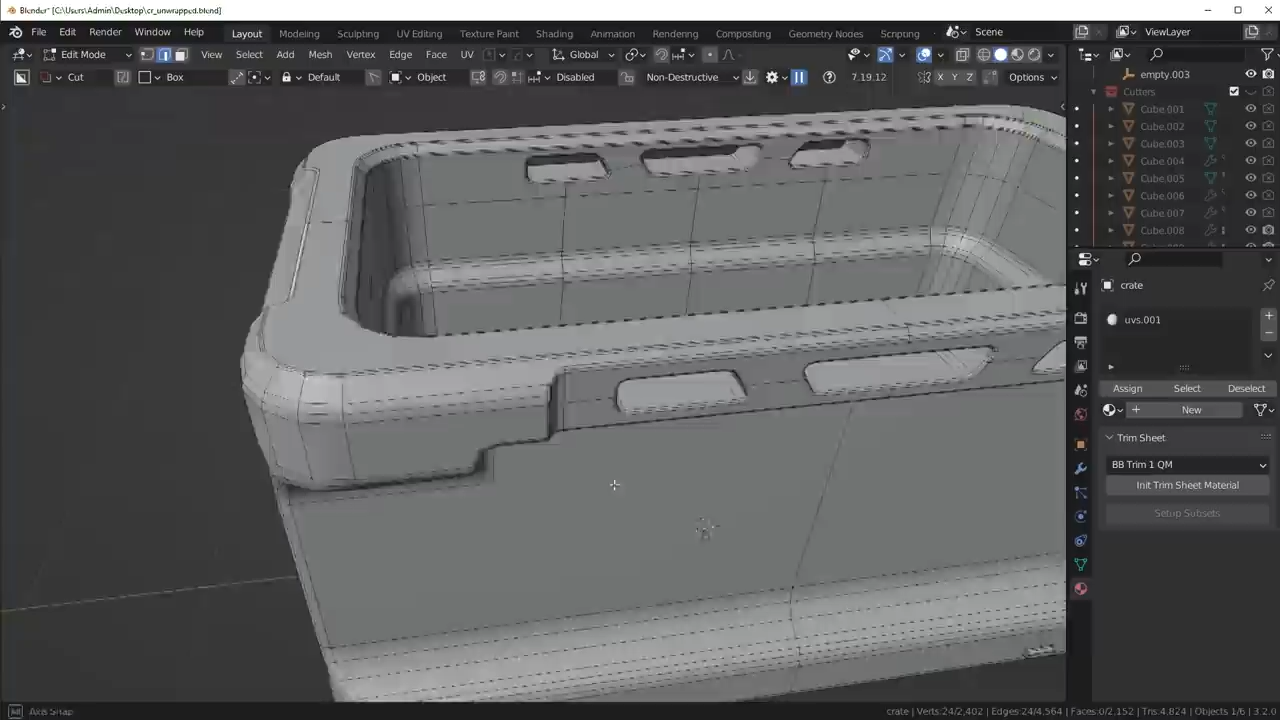 Blender* [C:\Users\Admin\Desktop\cr_unwrapped.blend]
File Edit Render Window Help Layout Modeling Sculpting UV Editing Texture Paint Shading Animation Rendering Compositing Geometry Nodes Scripting Scene ViewLayer
Edit Mode View Select Add Mesh Vertex Edge Face UV Global
Cut Box Default Object Disabled Non-Destructive 7.19.12 X Y Z Options
empty.003
Cutters
Cube.001
Cube.002
Cube.003
Cube.004
Cube.005
Cube.006
Cube.007
Cube.008
crate
uvs.001
Assign Select Deselect
New
Trim Sheet
BB Trim 1 QM
Init Trim Sheet Material
Setup Subsets
Axis Snap
crate | Verts:24/2,402 | Edges:24/4,564 | Faces:0/2,152 | Tris:4,824 | Objects 1/6 | 3.2.0